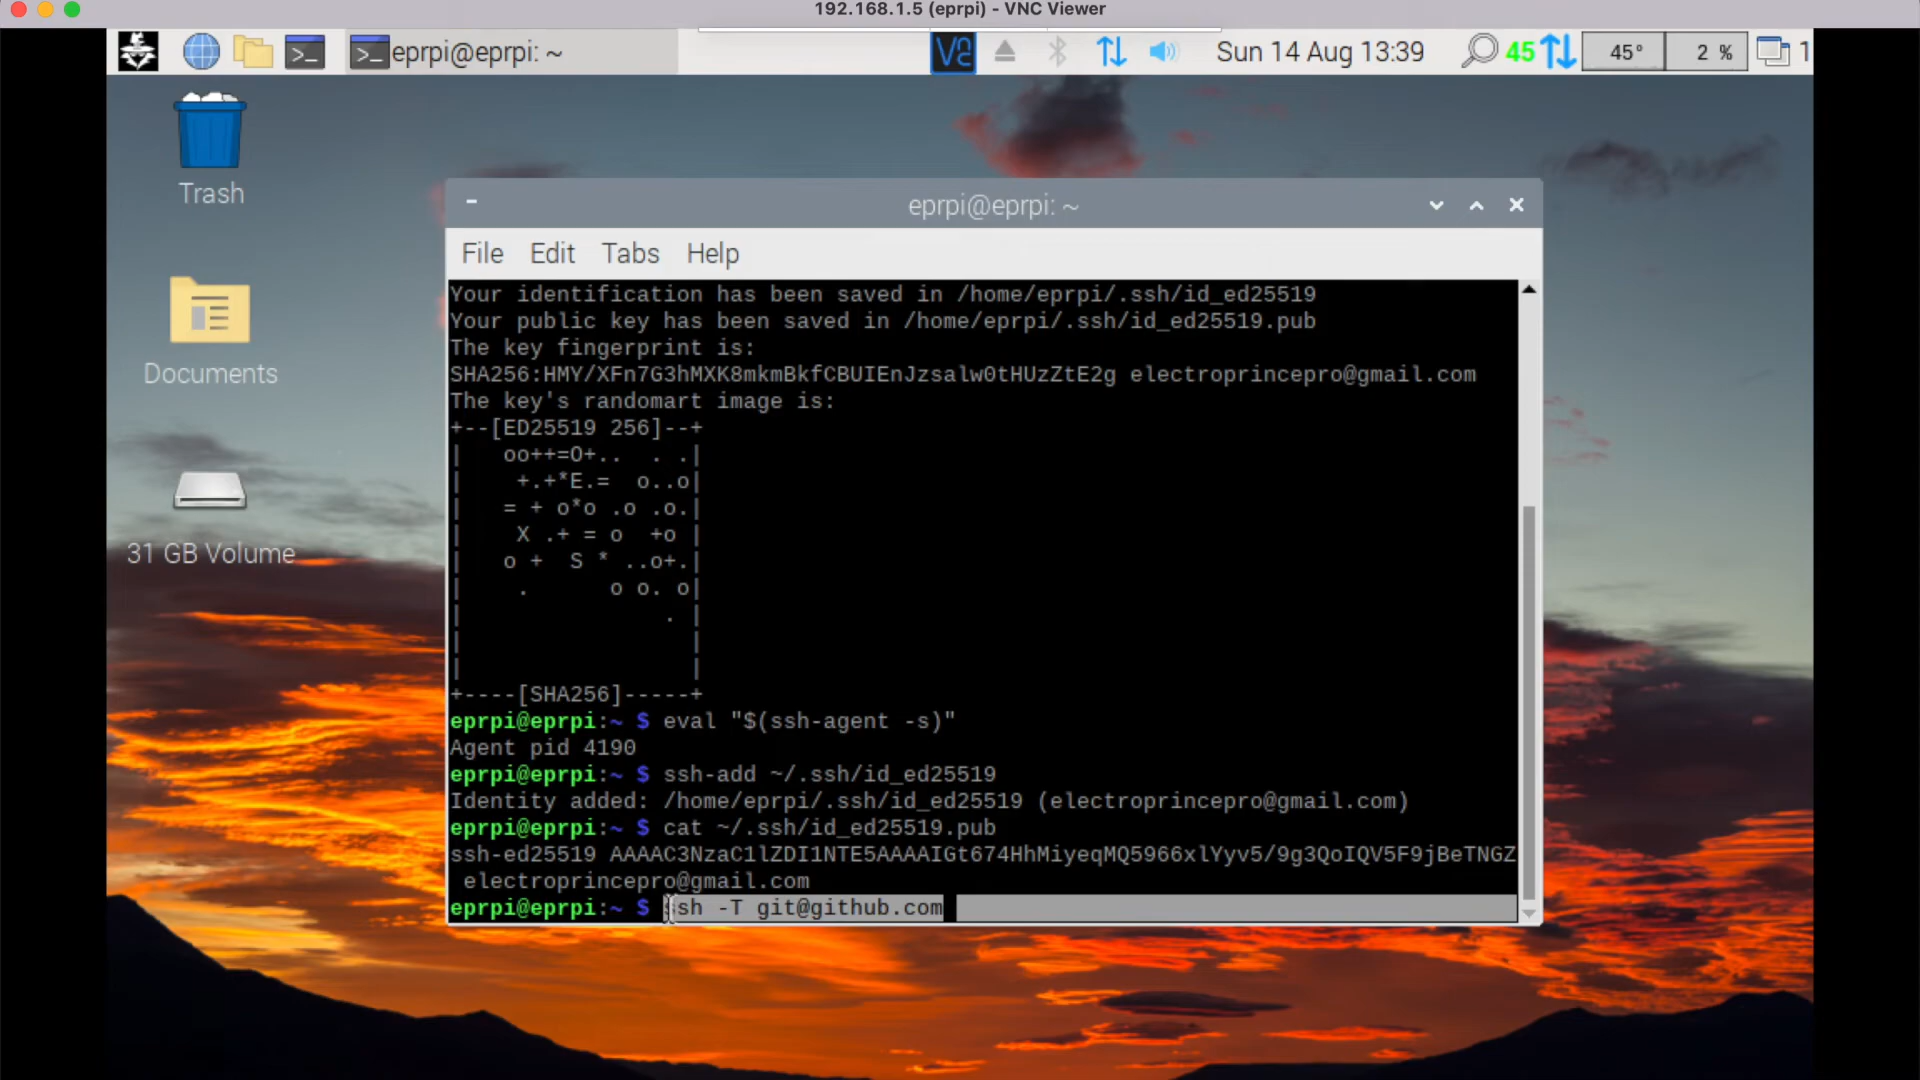 192.168.1.5 (eprpi) - VNC Viewer
eprpi@eprpi: ~
Sun 14 Aug 13:39
45
45°
2 %
1
Trash
Documents
31 GB Volume
eprpi@eprpi: ~
File Edit Tabs Help
Your identification has been saved in /home/eprpi/.ssh/id_ed25519
Your public key has been saved in /home/eprpi/.ssh/id_ed25519.pub
The key fingerprint is:
SHA256:HMY/XFn7G3hMXK8mkmBkfCBUIEnJzsalw0tHUzZtE2g electroprincepro@gmail.com
The key's randomart image is:
+--[ED25519 256]--+
|   oo++=O+..  . .|
|    +.+*E.=  o..o|
|   = + o*o .o .o.|
|    X .+ = o  +o |
|   o +  S * ..o+.|
|    .      o o. o|
|               . |
|                 |
|                 |
+----[SHA256]-----+
eprpi@eprpi:~ $ eval "$(ssh-agent -s)"
Agent pid 4190
eprpi@eprpi:~ $ ssh-add ~/.ssh/id_ed25519
Identity added: /home/eprpi/.ssh/id_ed25519 (electroprincepro@gmail.com)
eprpi@eprpi:~ $ cat ~/.ssh/id_ed25519.pub
ssh-ed25519 AAAAC3NzaC1lZDI1NTE5AAAAIGt674HhMiyeqMQ5966xlYyv5/9g3QoIQV5F9jBeTNGZ
 electroprincepro@gmail.com
eprpi@eprpi:~ $ ssh -T git@github.com